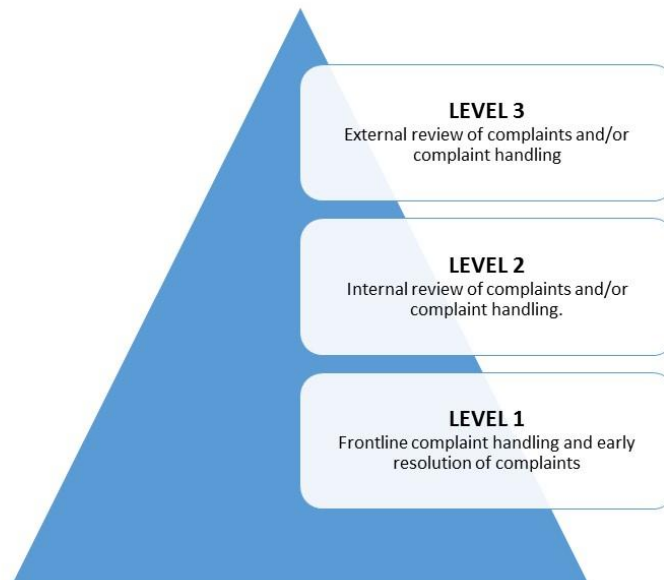 LEVEL 3
External review of complaints and/or
complaint handling
LEVEL 2
Internal review of complaints and/or
complaint handling.
LEVEL 1
Frontline complaint handling and early
resolution of complaints